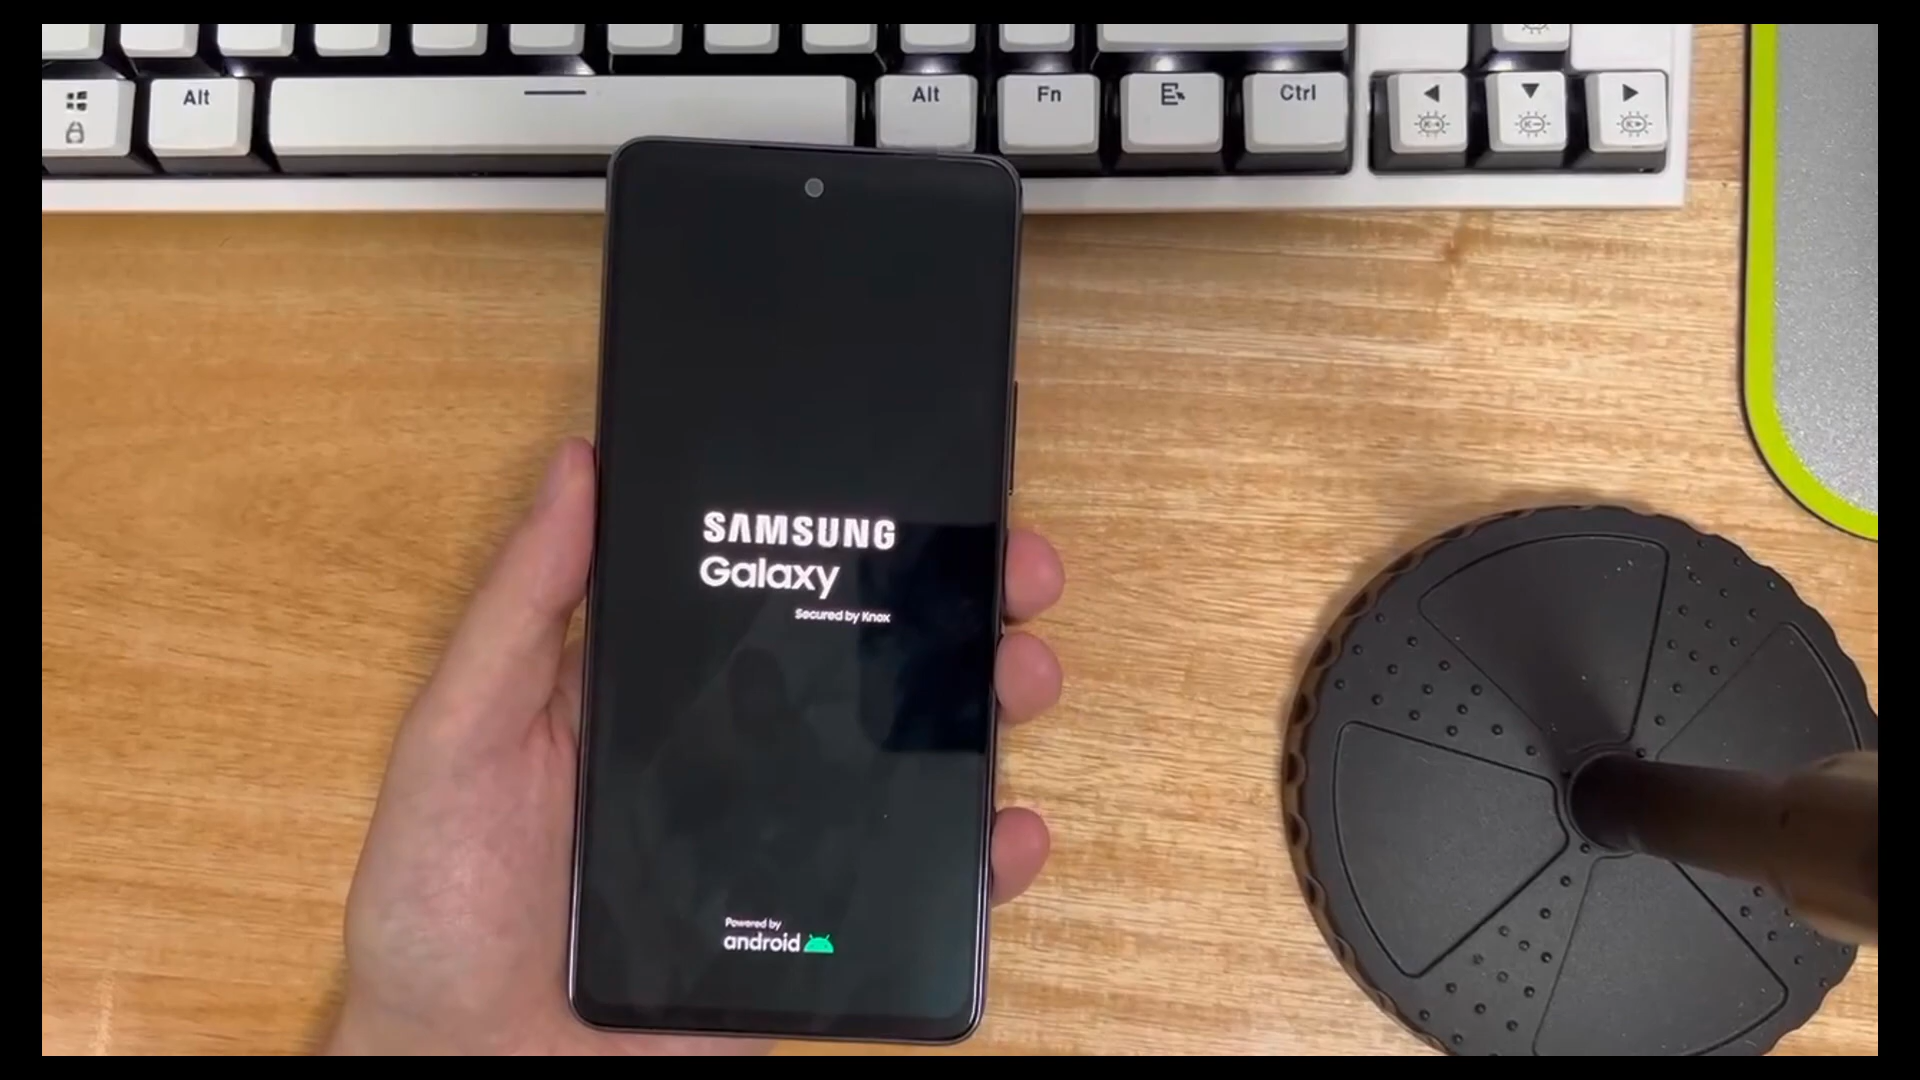 Alt
Alt
Fn
Ctrl
SAMSUNG
Galaxy
Secured by Knox
Powered by
android